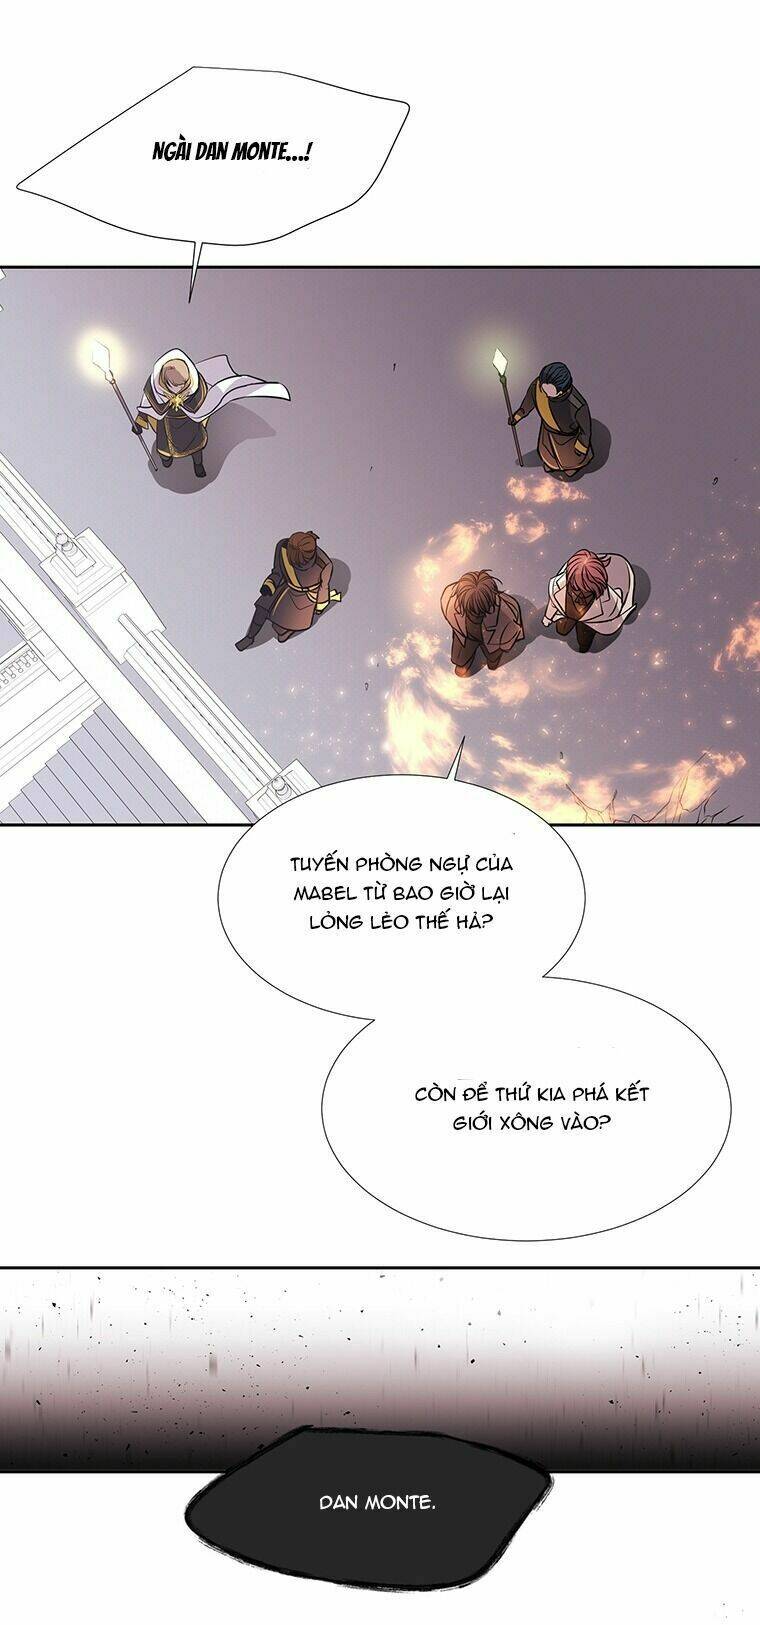 NGÀI DAN MONTE...!
TUYẾN PHÒNG NGỰ CỦA
MABEL TỪ BAO GIỜ LẠI
LỎNG LẺO THẾ HẢ?
CÒN ĐỂ THỨ KIA PHÁ KẾT
GIỚI XÔNG VÀO?
DAN MONTE.